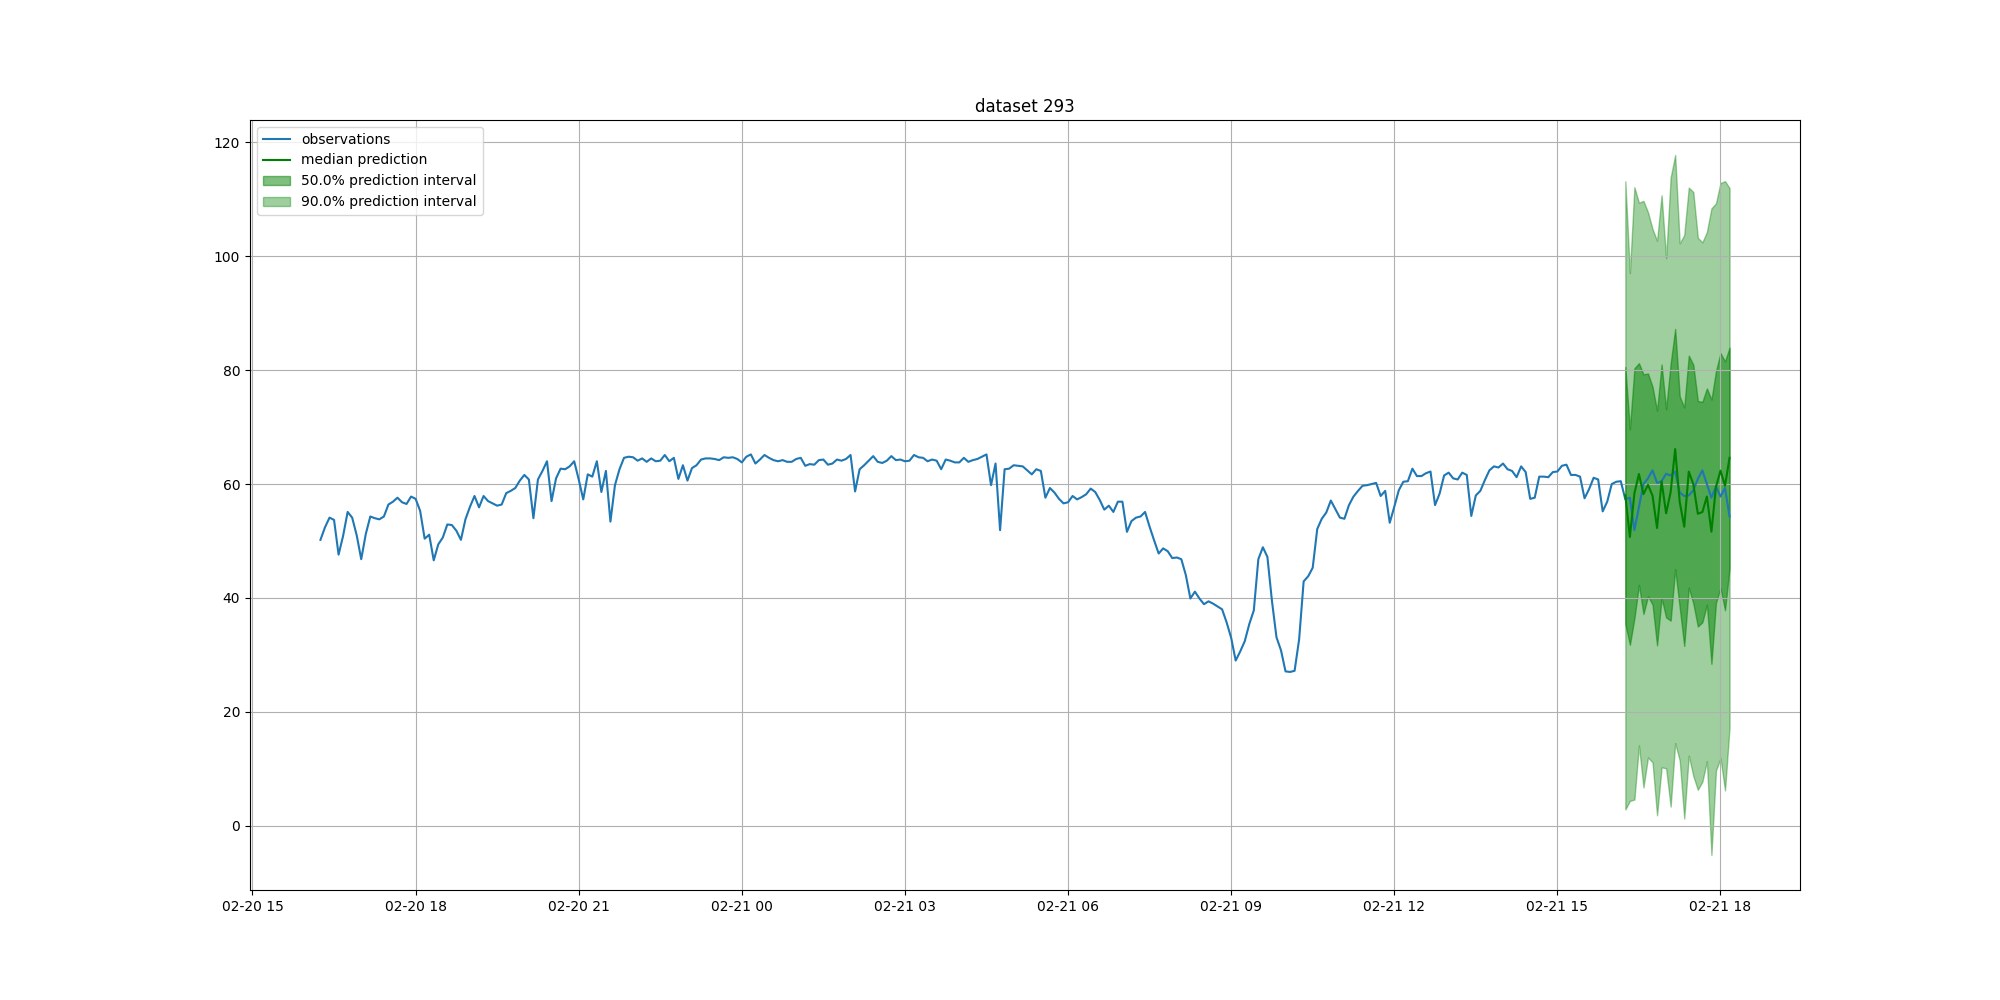 dataset 293
observations
median prediction
50.0% prediction interval
90.0% prediction interval
120
100
80
60
40
20
0
02-20 15 02-20 18 02-20 21 02-21 00 02-21 03 02-21 06 02-21 09 02-21 12 02-21 15 02-21 18